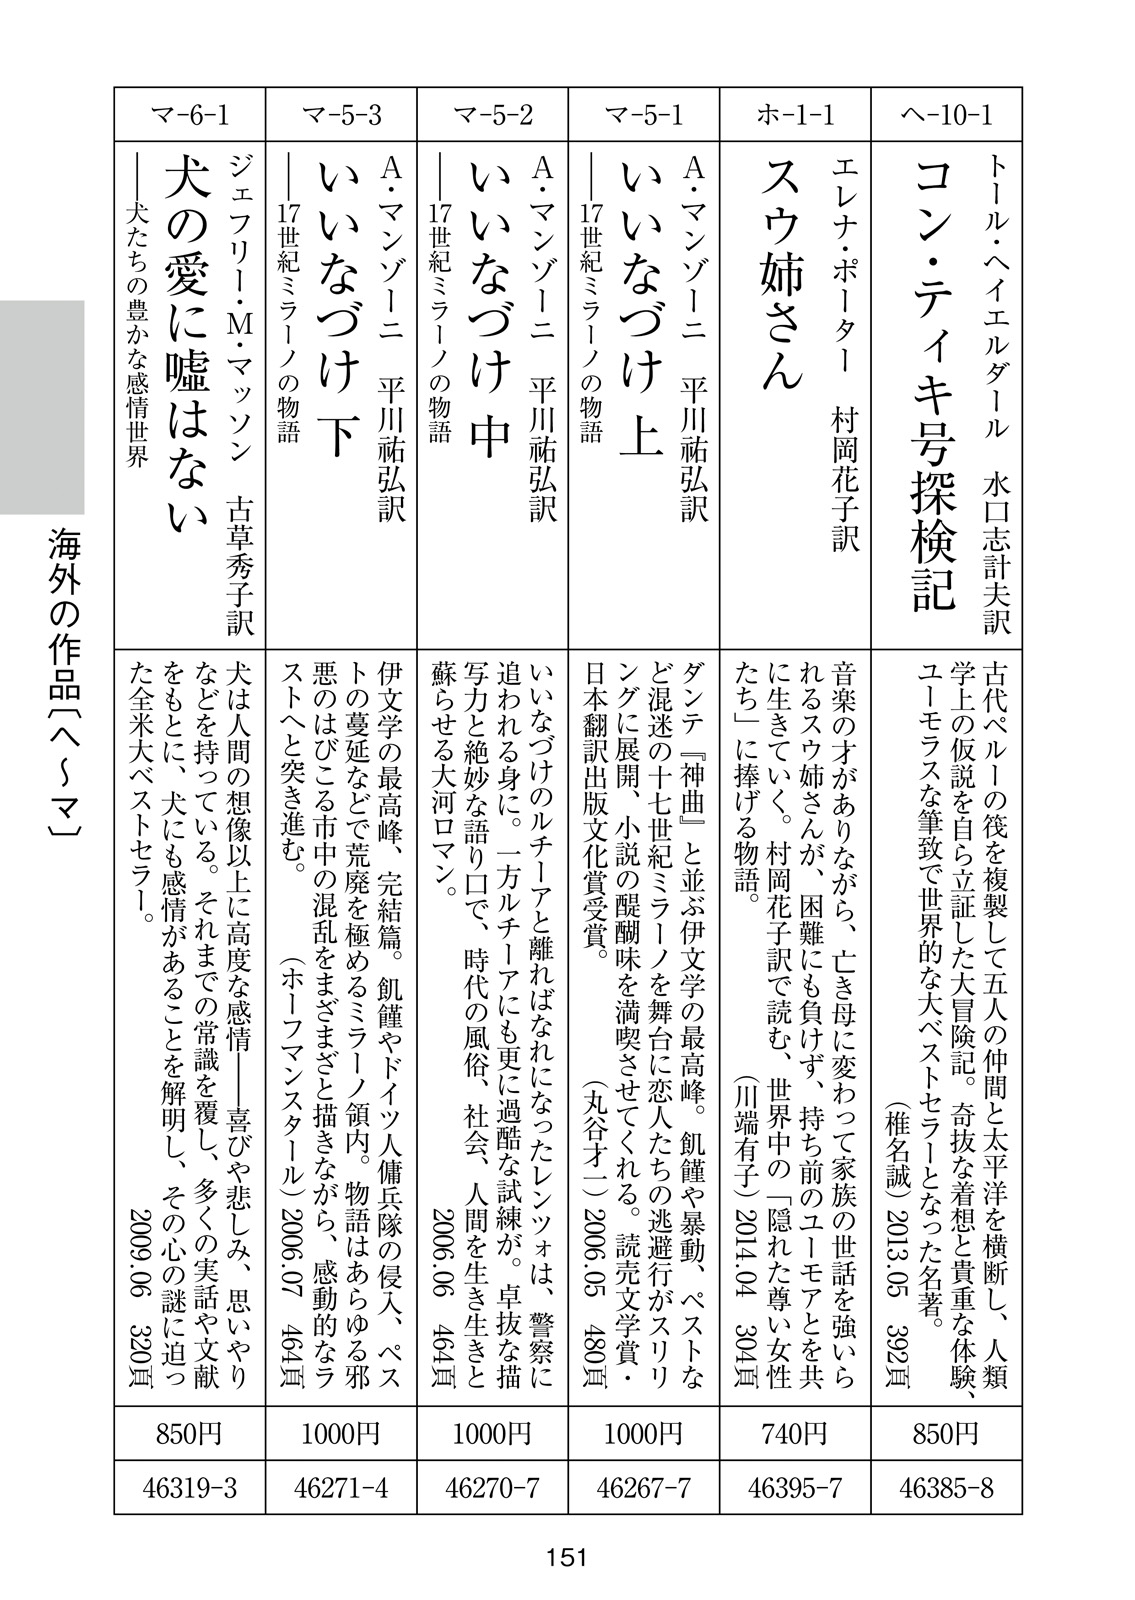 ヘ-10-1
トール・ヘイエルダール　水口志計夫訳
コン・ティキ号探検記
古代ペルーの筏を複製して五人の仲間と太平洋を横断し、人類
学上の仮説を自ら立証した大冒険記。奇抜な着想と貴重な体験、
ユーモラスな筆致で世界的な大ベストセラーとなった名著。
（椎名誠）2013.05　392頁
850円
46385-8
ホ-1-1
エレナ・ポーター　村岡花子訳
スウ姉さん
音楽の才がありながら、亡き母に変わって家族の世話を強いら
れるスウ姉さんが、困難にも負けず、持ち前のユーモアとを共
に生きていく。村岡花子訳で読む、世界中の「隠れた尊い女性
たち」に捧げる物語。（川端有子）2014.04　304頁
740円
46395-7
マ-5-1
A・マンゾーニ　平川祐弘訳
いいなづけ 上
――17世紀ミラーノの物語
ダンテ『神曲』と並ぶ伊文学の最高峰。飢饉や暴動、ペストな
ど混迷の十七世紀ミラーノを舞台に恋人たちの逃避行がスリリ
ングに展開、小説の醍醐味を満喫させてくれる。読売文学賞・
日本翻訳出版文化賞受賞。（丸谷才一）2006.05　480頁
1000円
46267-7
マ-5-2
A・マンゾーニ　平川祐弘訳
いいなづけ 中
――17世紀ミラーノの物語
いいなづけのルチーアと離ればなれになったレンツォは、警察に
追われる身に。一方ルチーアにも更に過酷な試練が。卓抜な描
写力と絶妙な語り口で、時代の風俗、社会、人間を生き生きと
蘇らせる大河ロマン。2006.06　464頁
1000円
46270-7
マ-5-3
A・マンゾーニ　平川祐弘訳
いいなづけ 下
――17世紀ミラーノの物語
伊文学の最高峰、完結篇。飢饉やドイツ人傭兵隊の侵入、ペス
トの蔓延などで荒廃を極めるミラーノ領内。物語はあらゆる邪
悪のはびこる市中の混乱をまざまざと描きながら、感動的なラ
ストへと突き進む。（ホーフマンスタール）2006.07　464頁
1000円
46271-4
マ-6-1
ジェフリー・M・マッソン　古草秀子訳
犬の愛に嘘はない
――犬たちの豊かな感情世界
犬は人間の想像以上に高度な感情――喜びや悲しみ、思いやり
などを持っている。それまでの常識を覆し、多くの実話や文献
をもとに、犬にも感情があることを解明し、その心の謎に迫っ
た全米大ベストセラー。2009.06　320頁
850円
46319-3
海外の作品〔ヘ～マ〕
151